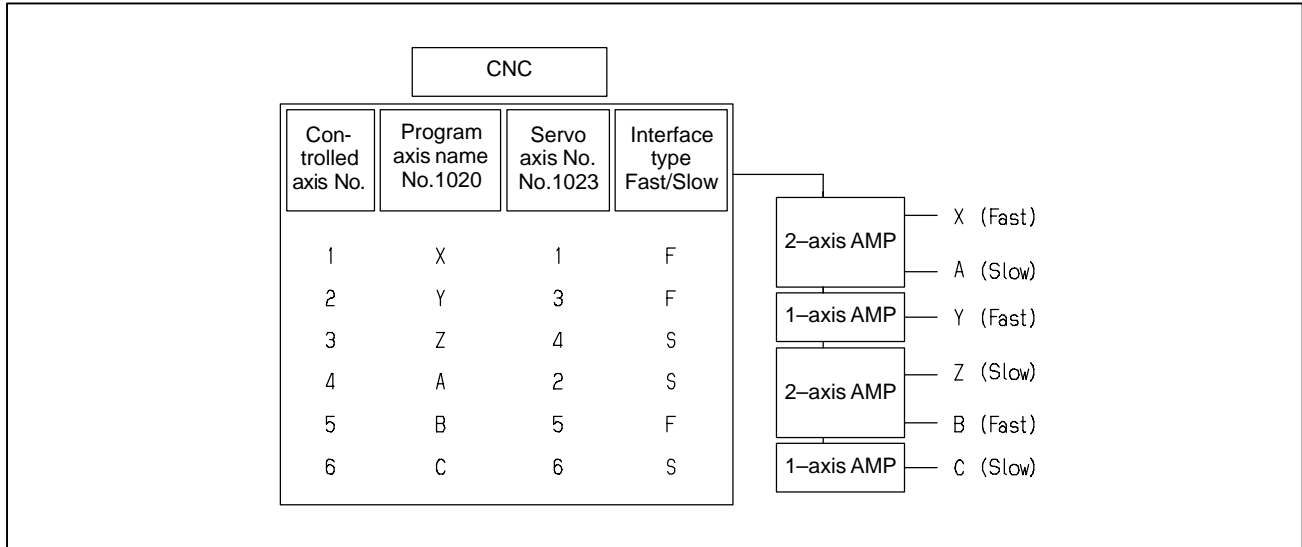 CNC
Con-
trolled
axis No.
Program
axis name
No.1020
Servo
axis No.
No.1023
Interface
type
Fast/Slow
1 X 1 F
2 Y 3 F
3 Z 4 S
4 A 2 S
5 B 5 F
6 C 6 S
2–axis AMP
X (Fast)
A (Slow)
1–axis AMP
Y (Fast)
2–axis AMP
Z (Slow)
B (Fast)
1–axis AMP
C (Slow)